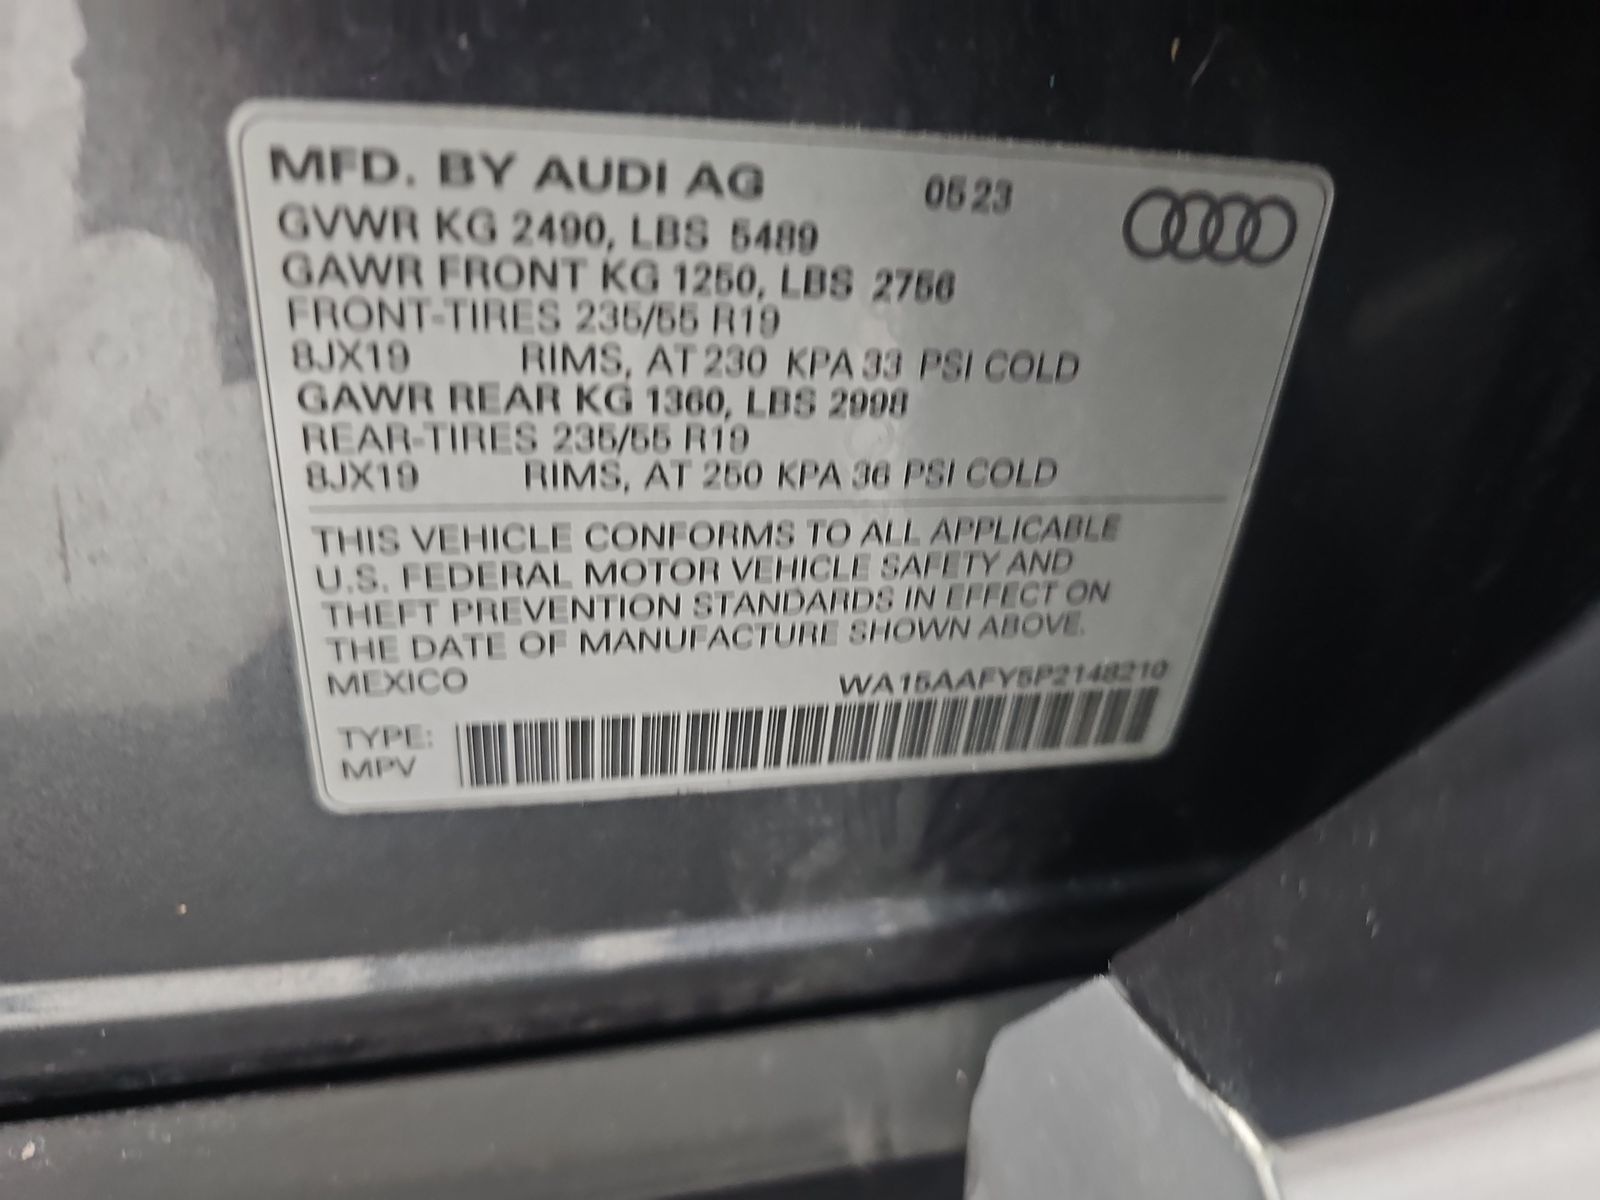 MFD. BY AUDI AG 05 23
GVWR KG 2490, LBS 5489
GAWR FRONT KG 1250, LBS 2756
FRONT-TIRES 235/55 R19
8JX19 RIMS, AT 230 KPA 33 PSI COLD
GAWR REAR KG 1360, LBS 2998
REAR-TIRES 235/55 R19
8JX19 RIMS, AT 250 KPA 36 PSI COLD
THIS VEHICLE CONFORMS TO ALL APPLICABLE
U.S. FEDERAL MOTOR VEHICLE SAFETY AND
THEFT PREVENTION STANDARDS IN EFFECT ON
THE DATE OF MANUFACTURE SHOWN ABOVE.
MEXICO WA15AAFY5P2148210
TYPE:
MPV